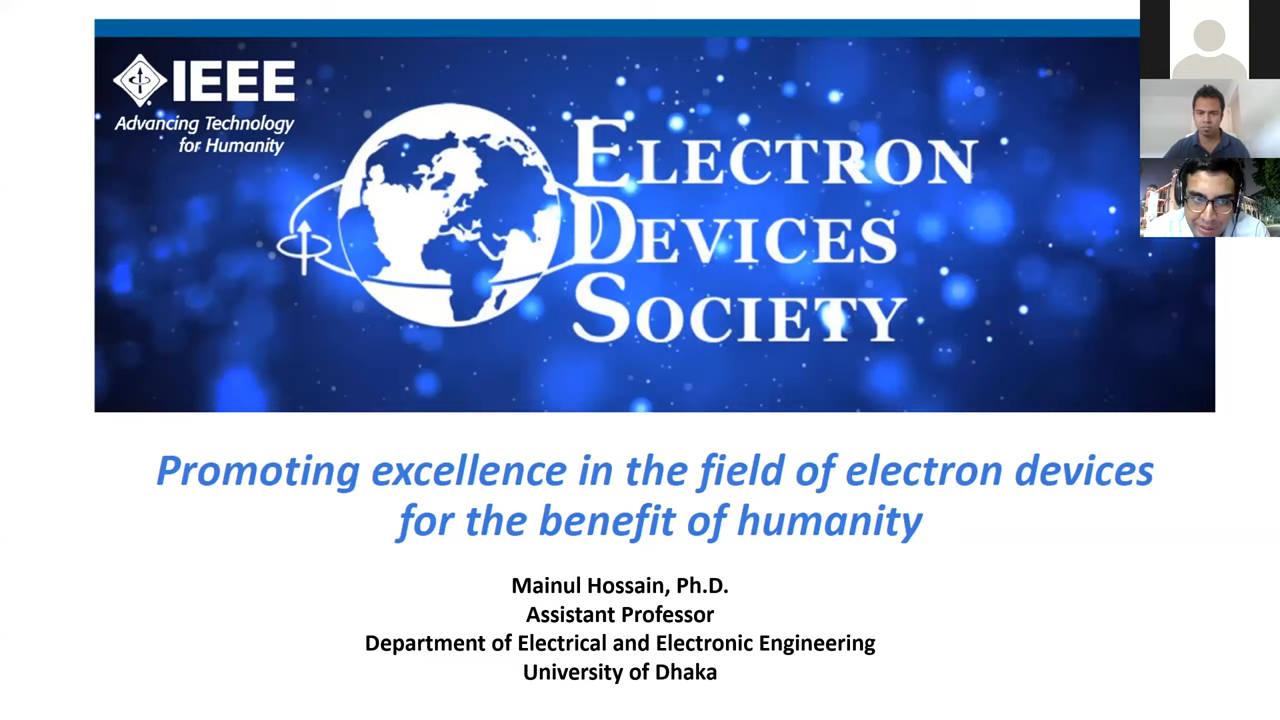 IEEE
Advancing Technology
for Humanity
ELECTRON
DEVICES
SOCIETY
Promoting excellence in the field of electron devices
for the benefit of humanity
Mainul Hossain, Ph.D.
Assistant Professor
Department of Electrical and Electronic Engineering
University of Dhaka